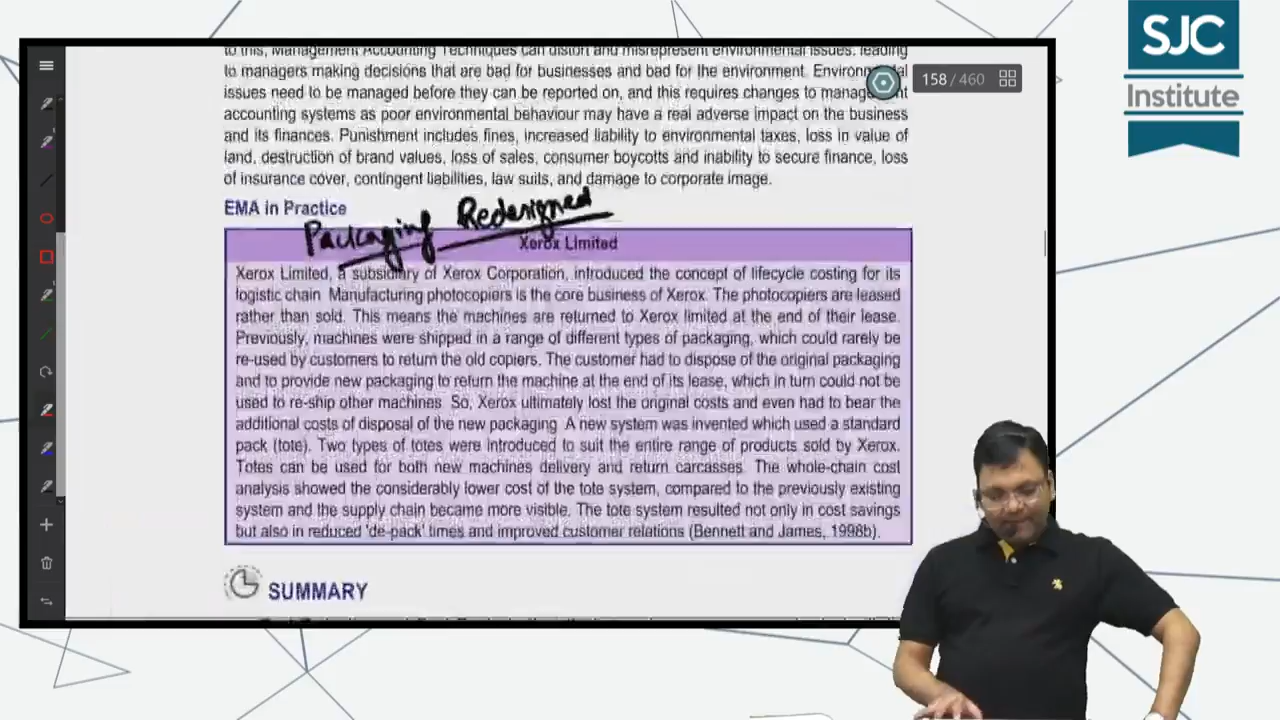 SJC
Institute
158 / 460
to this, Management Accounting Techniques can distort and misrepresent environmental issues, leading
to managers making decisions that are bad for businesses and bad for the environment. Environmental
issues need to be managed before they can be reported on, and this requires changes to management
accounting systems as poor environmental behaviour may have a real adverse impact on the business
and its finances. Punishment includes fines, increased liability to environmental taxes, loss in value of
land, destruction of brand values, loss of sales, consumer boycotts and inability to secure finance, loss
of insurance cover, contingent liabilities, law suits, and damage to corporate image.
EMA in Practice
Packaging Redesigned
Xerox Limited
Xerox Limited, a subsidiary of Xerox Corporation, introduced the concept of lifecycle costing for its
logistic chain. Manufacturing photocopiers is the core business of Xerox. The photocopiers are leased
rather than sold. This means the machines are returned to Xerox limited at the end of their lease.
Previously, machines were shipped in a range of different types of packaging, which could rarely be
re-used by customers to return the old copiers. The customer had to dispose of the original packaging
and to provide new packaging to return the machine at the end of its lease, which in turn could not be
used to re-ship other machines. So, Xerox ultimately lost the original costs and even had to bear the
additional costs of disposal of the new packaging. A new system was invented which used a standard
pack (tote). Two types of totes were introduced to suit the entire range of products sold by Xerox.
Totes can be used for both new machines delivery and return carcasses. The whole-chain cost
analysis showed the considerably lower cost of the tote system, compared to the previously existing
system and the supply chain became more visible. The tote system resulted not only in cost savings
but also in reduced 'de-pack' times and improved customer relations (Bennett and James, 1998b).
SUMMARY